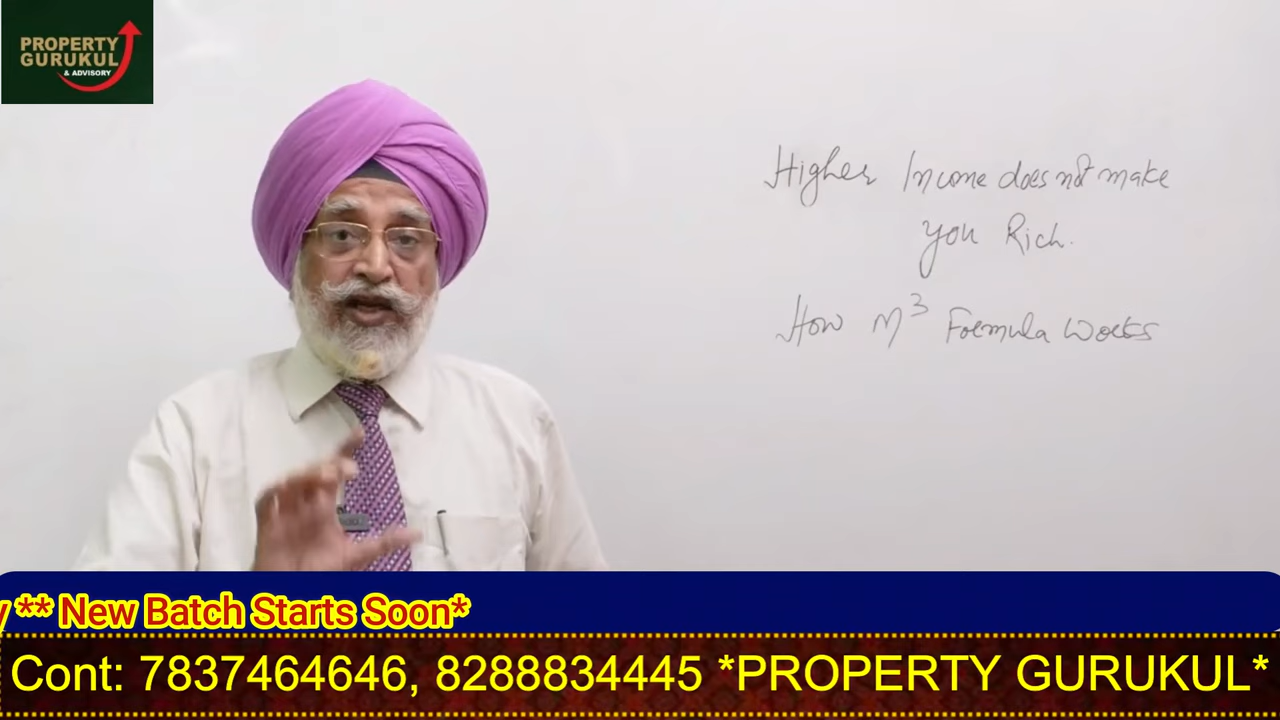 PROPERTY
GURUKUL
& ADVISORY
Higher Income does not make
you Rich.
How M³ Formula Works
y ** New Batch Starts Soon*
Cont: 7837464646, 8288834445 *PROPERTY GURUKUL*